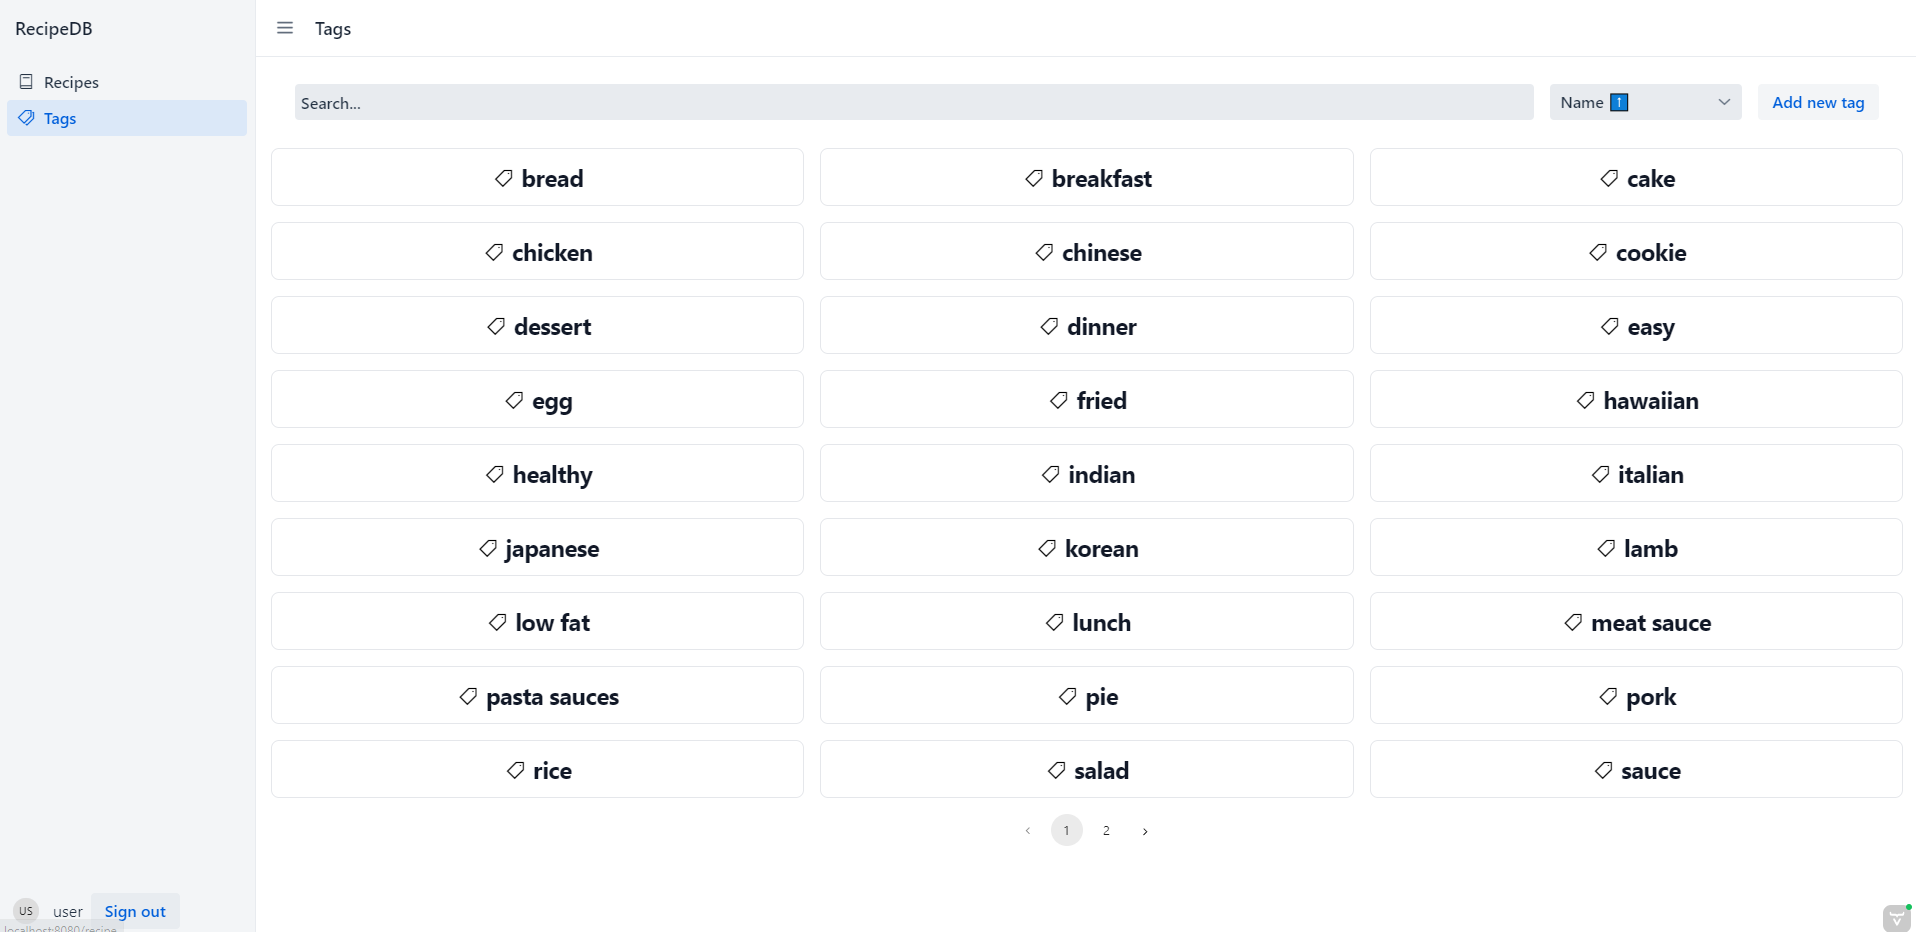 RecipeDB
Tags
Recipes
Tags
Search...
Name ↑
Add new tag
bread
breakfast
cake
chicken
chinese
cookie
dessert
dinner
easy
egg
fried
hawaiian
healthy
indian
italian
japanese
korean
lamb
low fat
lunch
meat sauce
pasta sauces
pie
pork
rice
salad
sauce
‹ 1 2 ›
US user Sign out
localhost:8080/recipe